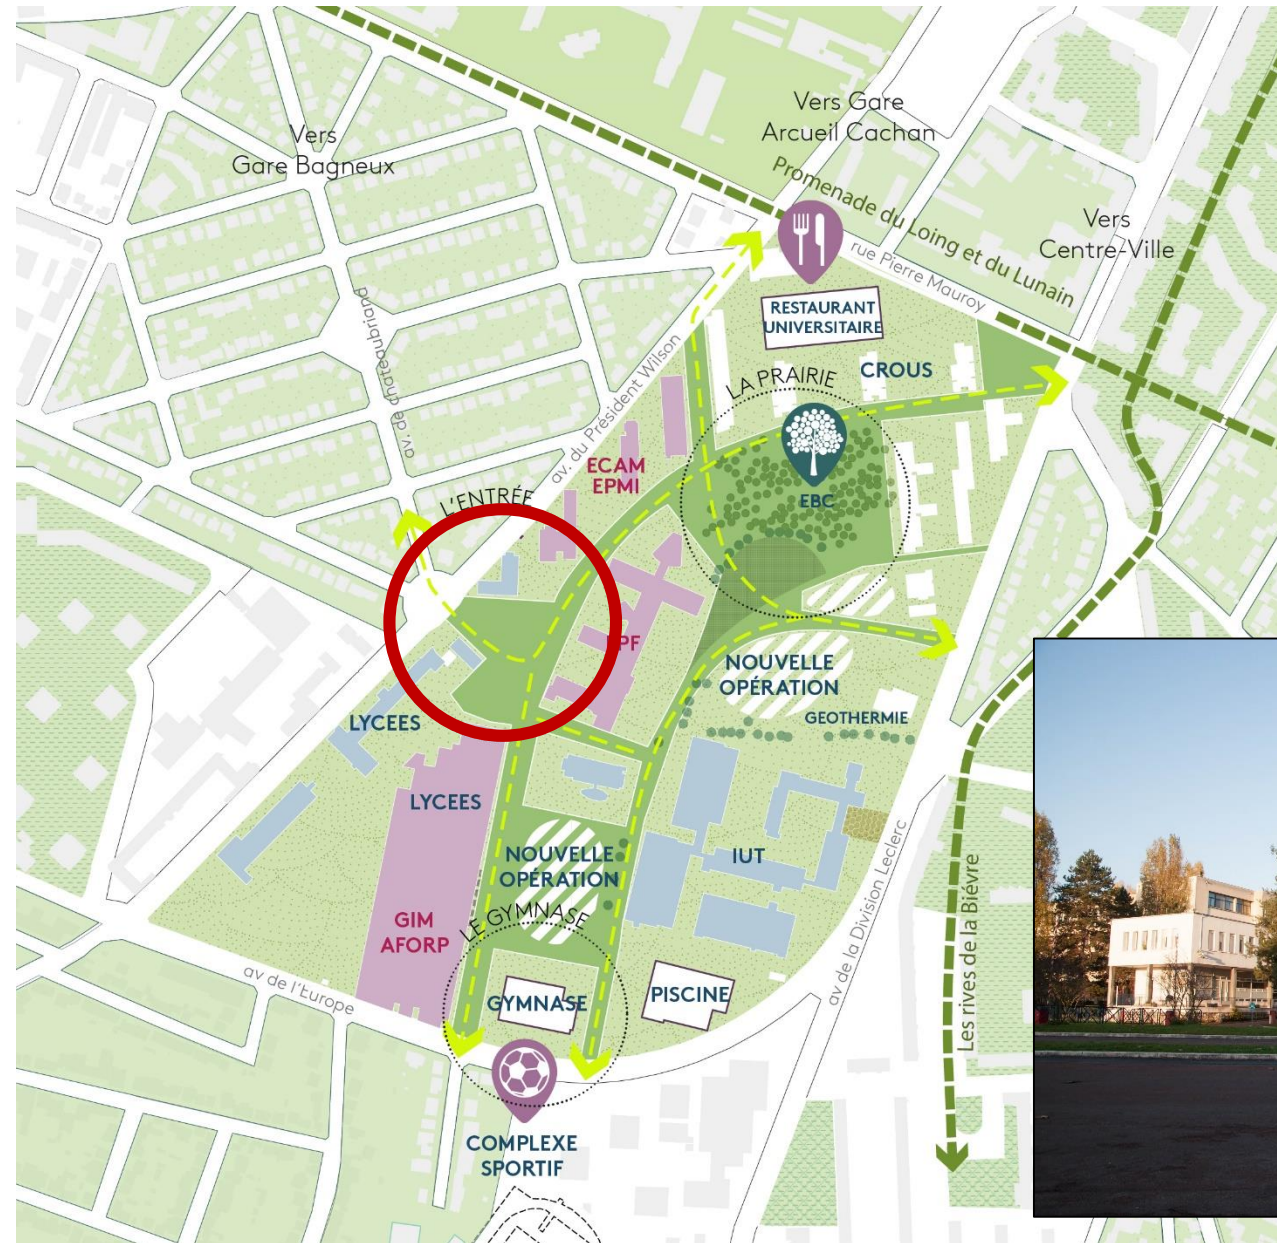 Vers Gare
Arcueil Cachan
Vers
Gare Bagneux
Promenade du Loing et du Lunain
Vers
Centre-Ville
rue Pierre Mauroy
RESTAURANT
UNIVERSITAIRE
av. de chateaubriand
av. du Président Wilson
LA PRAIRIE
CROUS
ECAM
EPMI
L'ENTRÉE
EBC
PF
NOUVELLE
OPÉRATION
GEOTHERMIE
LYCEES
LYCEES
NOUVELLE
OPÉRATION
IUT
LE GYMNASE
GIM
AFORP
av de la Division Leclerc
Les rives de la Biévre
av de l'Europe
GYMNASE
PISCINE
COMPLEXE
SPORTIF